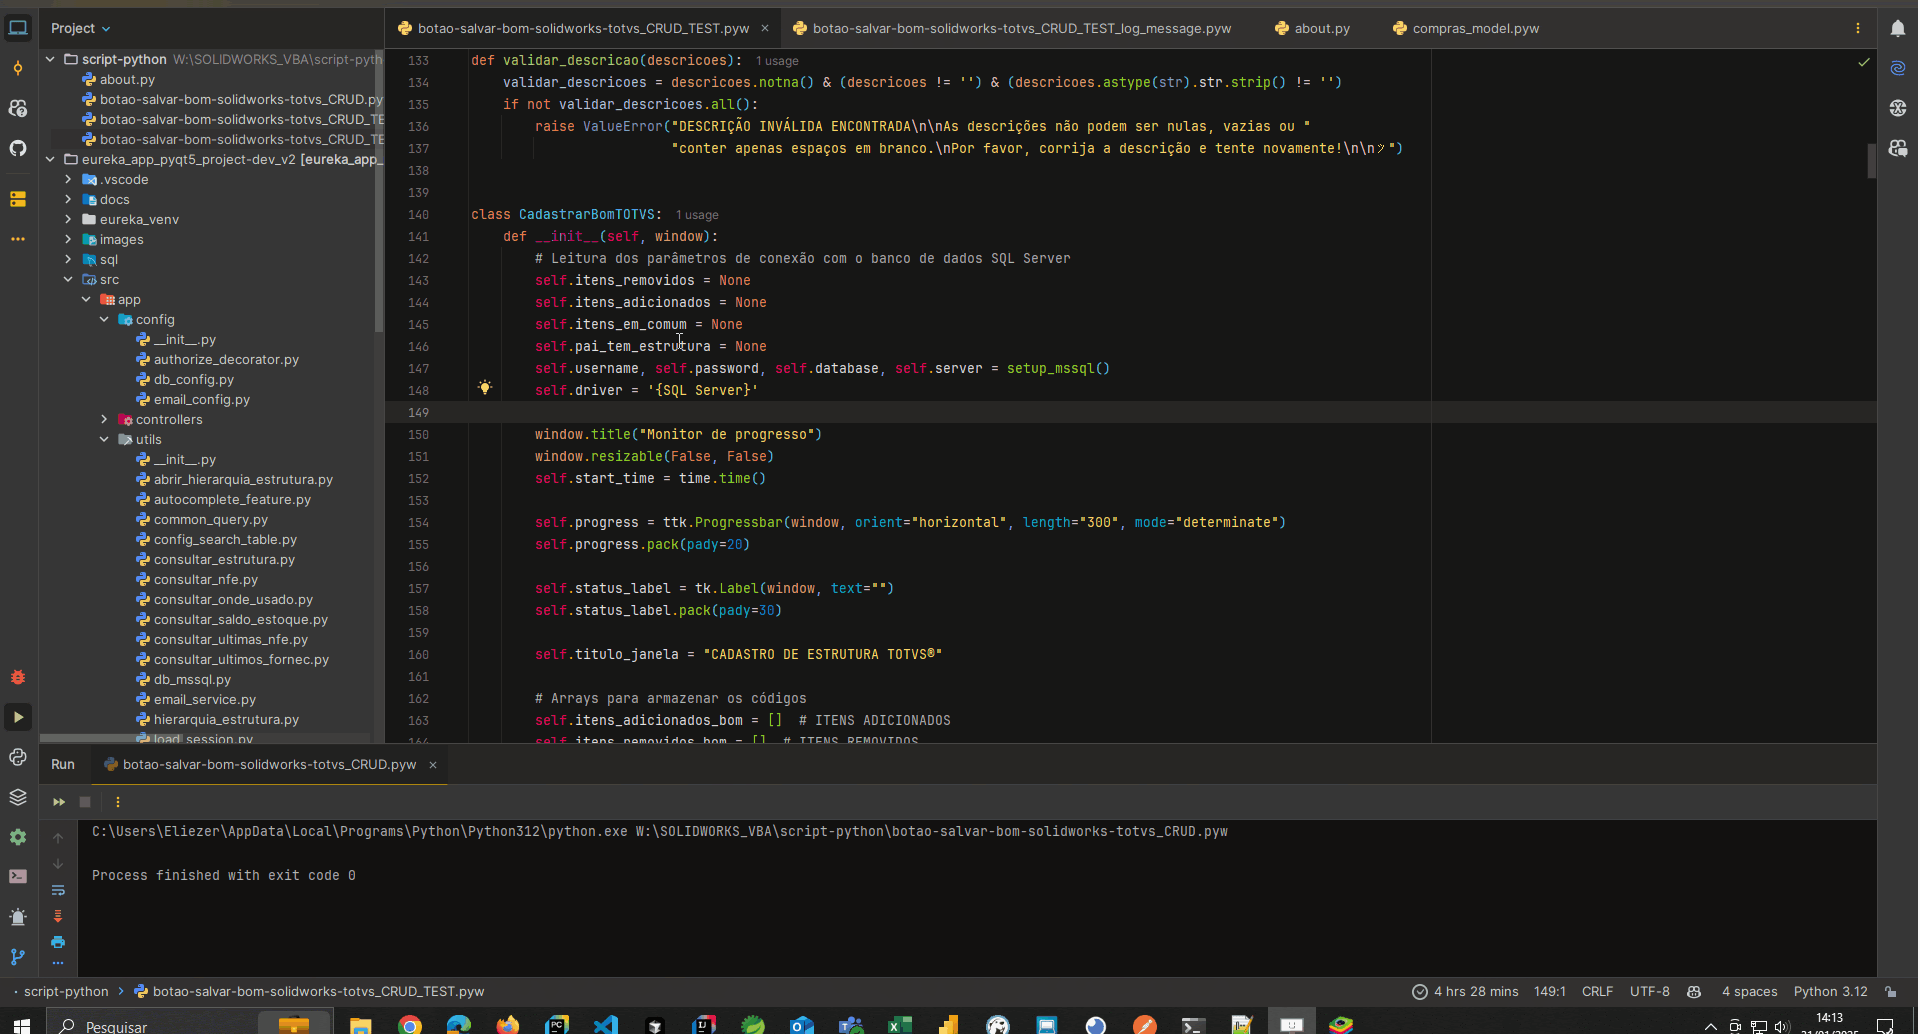 Project
botao-salvar-bom-solidworks-totvs_CRUD_TEST.pyw
botao-salvar-bom-solidworks-totvs_CRUD_TEST_log_message.pyw
about.py
compras_model.pyw
script-python W:\SOLIDWORKS_VBA\script-pyth
about.py
botao-salvar-bom-solidworks-totvs_CRUD.py
botao-salvar-bom-solidworks-totvs_CRUD_TE
botao-salvar-bom-solidworks-totvs_CRUD_TE
eureka_app_pyqt5_project-dev_v2 [eureka_app_
.vscode
docs
eureka_venv
images
sql
src
app
config
__init__.py
authorize_decorator.py
db_config.py
email_config.py
controllers
utils
__init__.py
abrir_hierarquia_estrutura.py
autocomplete_feature.py
common_query.py
config_search_table.py
consultar_estrutura.py
consultar_nfe.py
consultar_onde_usado.py
consultar_saldo_estoque.py
consultar_ultimas_nfe.py
consultar_ultimos_fornec.py
db_mssql.py
email_service.py
hierarquia_estrutura.py
load_session.py
133 def validar_descricao(descricoes): 1 usage
134 validar_descricoes = descricoes.notna() & (descricoes != '') & (descricoes.astype(str).str.strip() != '')
135 if not validar_descricoes.all():
136 raise ValueError("DESCRIÇÃO INVÁLIDA ENCONTRADA\n\nAs descrições não podem ser nulas, vazias ou "
137 "conter apenas espaços em branco.\nPor favor, corrija a descrição e tente novamente!\n\nツ")
138
139
140 class CadastrarBomTOTVS: 1 usage
141 def __init__(self, window):
142 # Leitura dos parâmetros de conexão com o banco de dados SQL Server
143 self.itens_removidos = None
144 self.itens_adicionados = None
145 self.itens_em_comum = None
146 self.pai_tem_estrutura = None
147 self.username, self.password, self.database, self.server = setup_mssql()
148 self.driver = '{SQL Server}'
149
150 window.title("Monitor de progresso")
151 window.resizable(False, False)
152 self.start_time = time.time()
153
154 self.progress = ttk.Progressbar(window, orient="horizontal", length="300", mode="determinate")
155 self.progress.pack(pady=20)
156
157 self.status_label = tk.Label(window, text="")
158 self.status_label.pack(pady=30)
159
160 self.titulo_janela = "CADASTRO DE ESTRUTURA TOTVS®"
161
162 # Arrays para armazenar os códigos
163 self.itens_adicionados_bom = [] # ITENS ADICIONADOS
164 self.itens_removidos_bom = [] # ITENS REMOVIDOS
Run
botao-salvar-bom-solidworks-totvs_CRUD.pyw
C:\Users\Eliezer\AppData\Local\Programs\Python\Python312\python.exe W:\SOLIDWORKS_VBA\script-python\botao-salvar-bom-solidworks-totvs_CRUD.pyw
Process finished with exit code 0
script-python > botao-salvar-bom-solidworks-totvs_CRUD_TEST.pyw
4 hrs 28 mins 149:1 CRLF UTF-8 4 spaces Python 3.12
Pesquisar
14:13